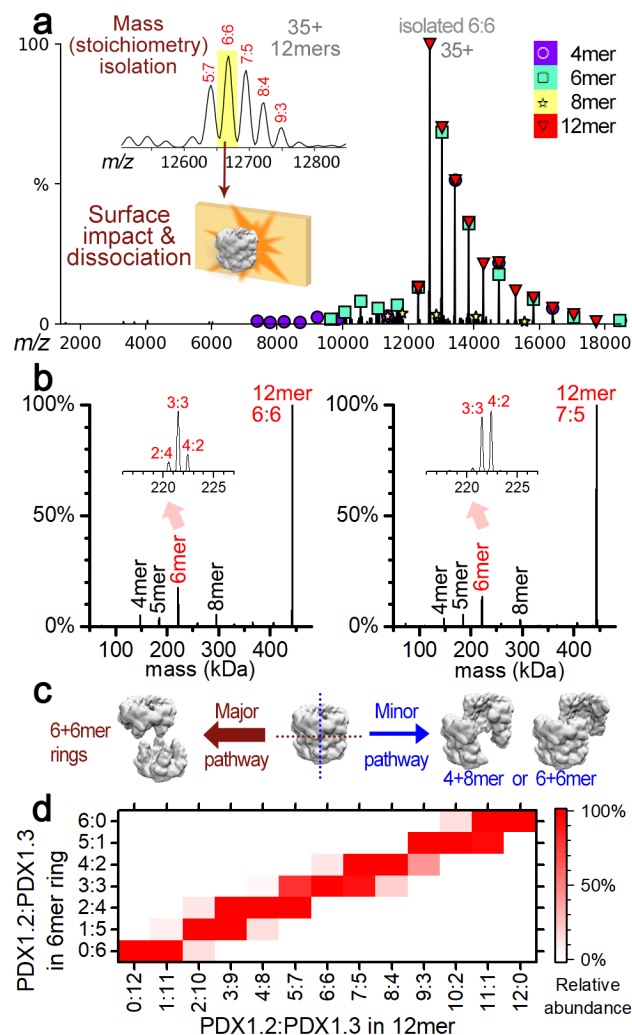 a
Mass
(stoichiometry)
isolation
35+
12mers
5:7
6:6
7:5
8:4
9:3
m/z
12600
12700
12800
Surface
impact &
dissociation
isolated 6:6
35+
4mer
6mer
8mer
12mer
100
%
0
m/z
2000
4000
6000
8000
10000
12000
14000
16000
18000
b
100%
50%
0%
12mer
6:6
2:4
3:3
4:2
220
225
4mer
5mer
6mer
8mer
100
200
300
400
mass (kDa)
100%
50%
0%
12mer
7:5
3:3
4:2
220
225
4mer
5mer
6mer
8mer
100
200
300
400
mass (kDa)
c
6+6mer
rings
Major
pathway
Minor
pathway
4+8mer or 6+6mer
d
PDX1.2:PDX1.3
in 6mer ring
6:0
5:1
4:2
3:3
2:4
1:5
0:6
0:12
1:11
2:10
3:9
4:8
5:7
6:6
7:5
8:4
9:3
10:2
11:1
12:0
PDX1.2:PDX1.3 in 12mer
100%
50%
0%
Relative
abundance